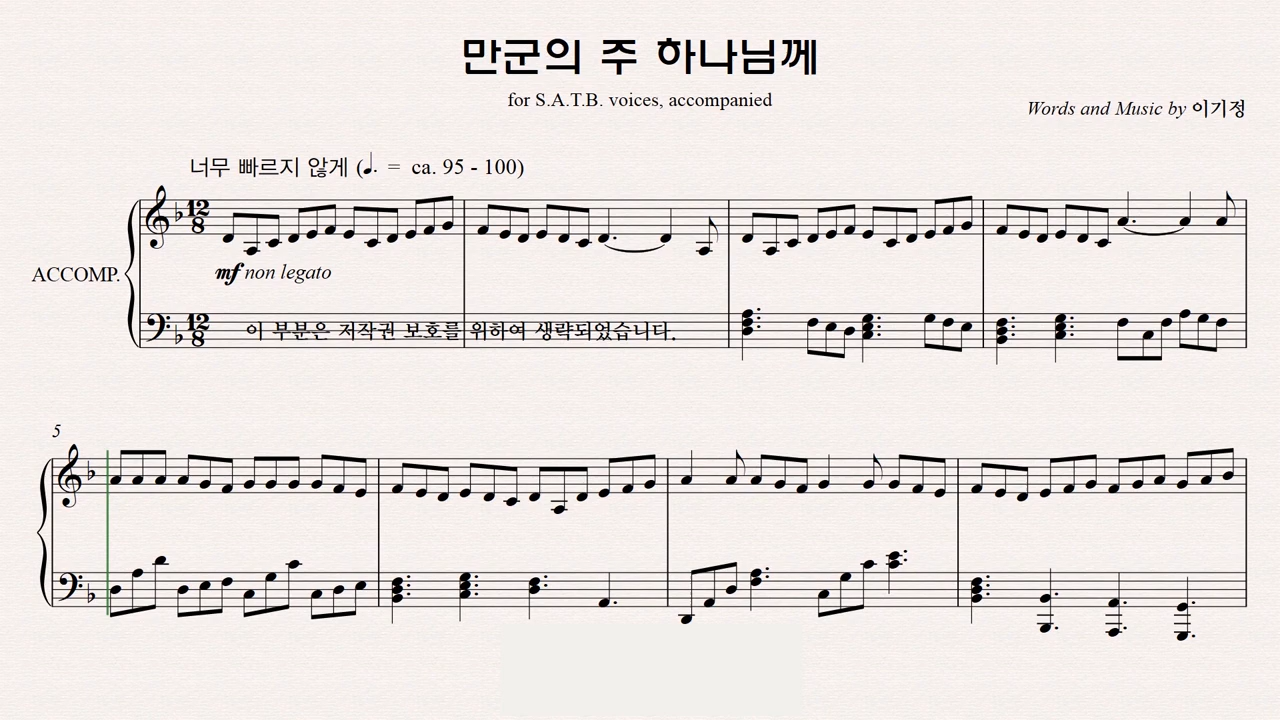 만군의 주 하나님께
for S.A.T.B. voices, accompanied
Words and Music by 이기정
너무 빠르지 않게 (♩. = ca. 95 - 100)
12
8
ACCOMP.
mf non legato
12
8
이 부분은 저작권 보호를 위하여 생략되었습니다.
5